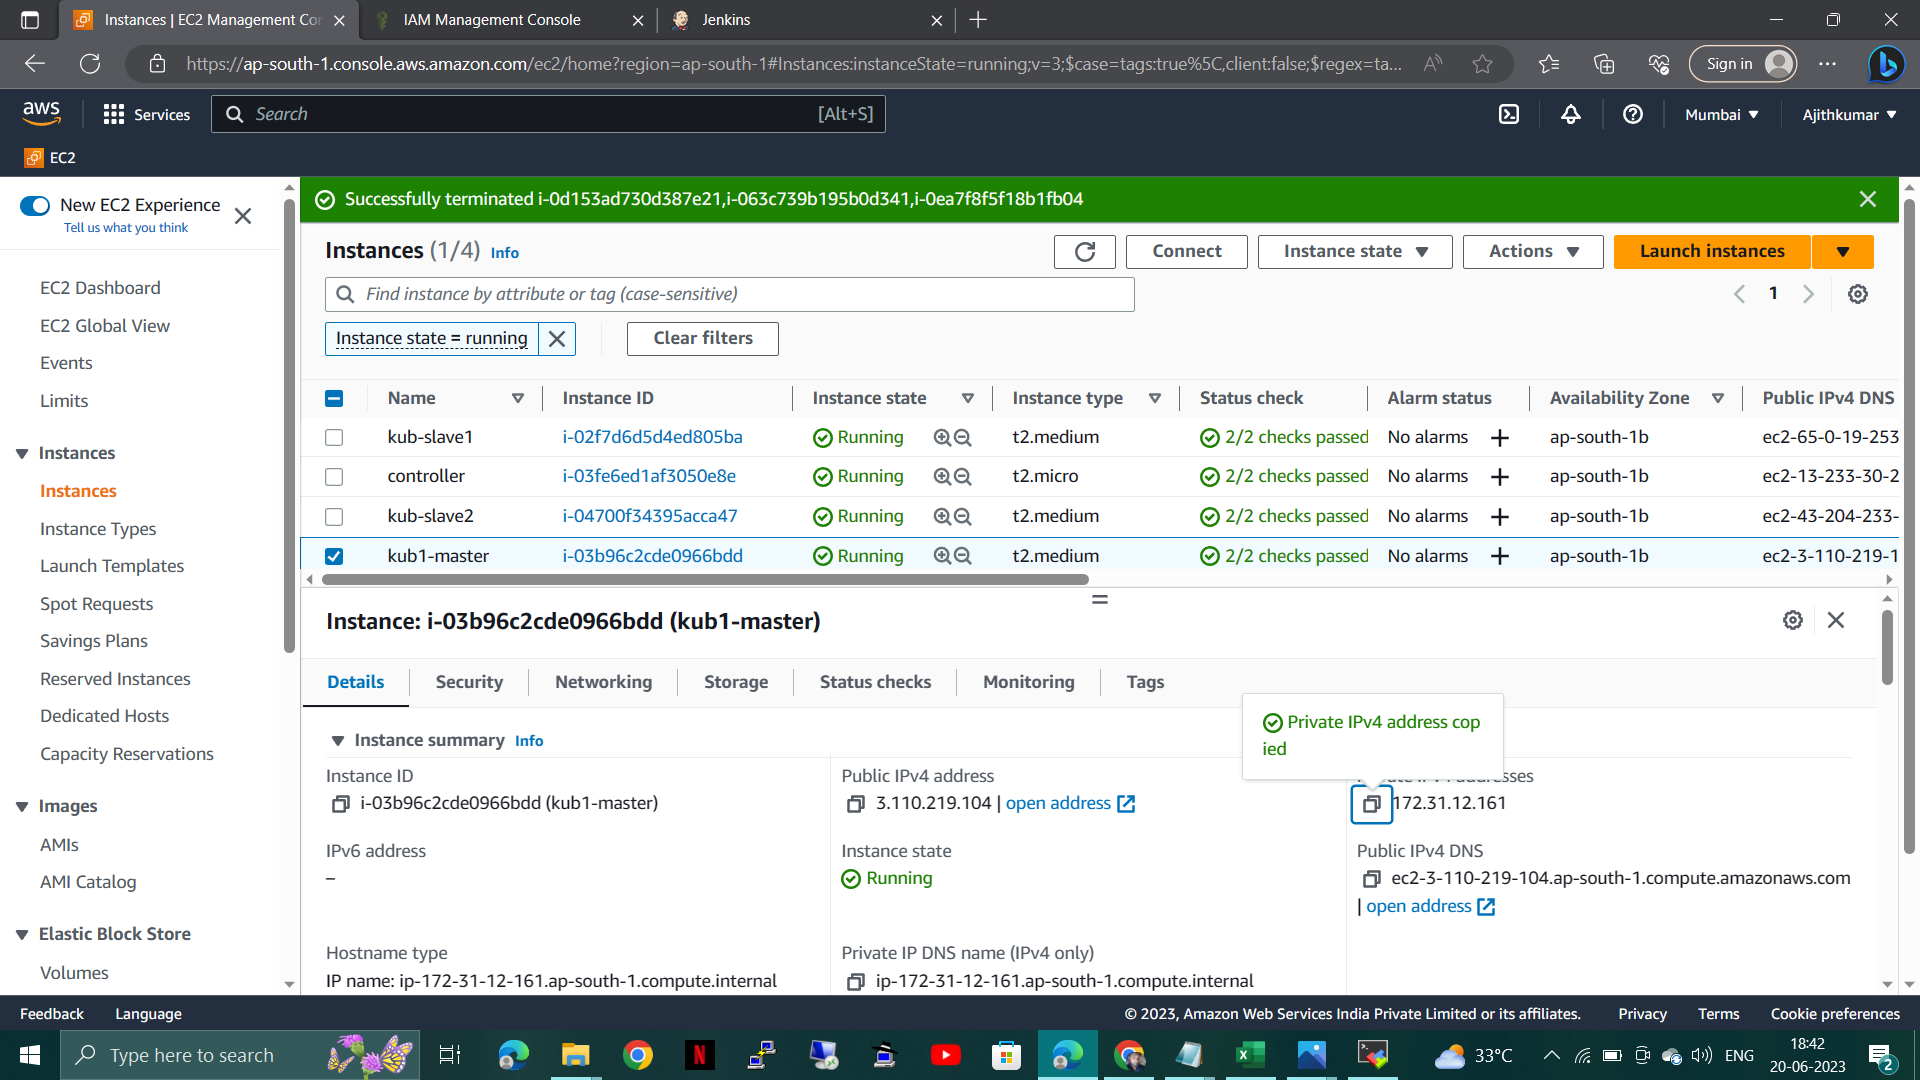 Instances | EC2 Management Cor
IAM Management Console
Jenkins
https://ap-south-1.console.aws.amazon.com/ec2/home?region=ap-south-1#Instances:instanceState=running;v=3;$case=tags:true%5C,client:false;$regex=ta...
Sign in
aws
Services
Search
[Alt+S]
Mumbai
Ajithkumar
EC2
New EC2 Experience
Tell us what you think
EC2 Dashboard
EC2 Global View
Events
Limits
Instances
Instances
Instance Types
Launch Templates
Spot Requests
Savings Plans
Reserved Instances
Dedicated Hosts
Capacity Reservations
Images
AMIs
AMI Catalog
Elastic Block Store
Volumes
Successfully terminated i-0d153ad730d387e21,i-063c739b195b0d341,i-0ea7f8f5f18b1fb04
Instances (1/4) Info
Connect
Instance state
Actions
Launch instances
Find instance by attribute or tag (case-sensitive)
1
Instance state = running
Clear filters
Name Instance ID Instance state Instance type Status check Alarm status Availability Zone Public IPv4 DNS
kub-slave1 i-02f7d6d5d4ed805ba Running t2.medium 2/2 checks passed No alarms + ap-south-1b ec2-65-0-19-253
controller i-03fe6ed1af3050e8e Running t2.micro 2/2 checks passed No alarms + ap-south-1b ec2-13-233-30-2
kub-slave2 i-04700f34395acca47 Running t2.medium 2/2 checks passed No alarms + ap-south-1b ec2-43-204-233-
kub1-master i-03b96c2cde0966bdd Running t2.medium 2/2 checks passed No alarms + ap-south-1b ec2-3-110-219-1
Instance: i-03b96c2cde0966bdd (kub1-master)
Details Security Networking Storage Status checks Monitoring Tags
Private IPv4 address cop
ied
Instance summary Info
Instance ID
i-03b96c2cde0966bdd (kub1-master)
Public IPv4 address
3.110.219.104 | open address
172.31.12.161
IPv6 address
–
Instance state
Running
Public IPv4 DNS
ec2-3-110-219-104.ap-south-1.compute.amazonaws.com
| open address
Hostname type
IP name: ip-172-31-12-161.ap-south-1.compute.internal
Private IP DNS name (IPv4 only)
ip-172-31-12-161.ap-south-1.compute.internal
Feedback
Language
© 2023, Amazon Web Services India Private Limited or its affiliates.
Privacy
Terms
Cookie preferences
Type here to search
33°C
ENG
18:42
20-06-2023
2